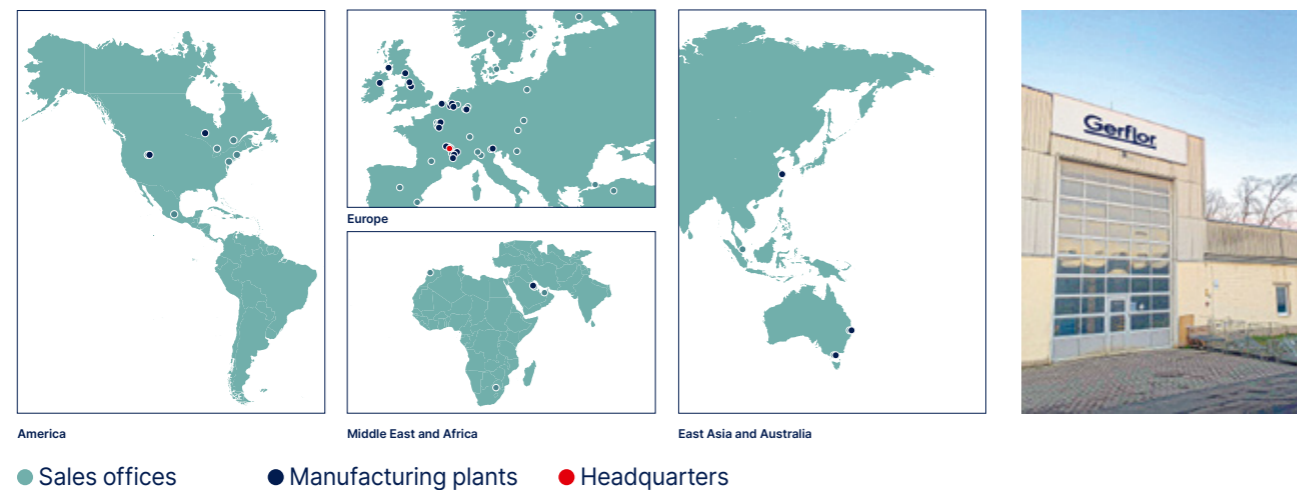 Gerflor
Europe
America
Middle East and Africa
East Asia and Australia
Sales offices
Manufacturing plants
Headquarters